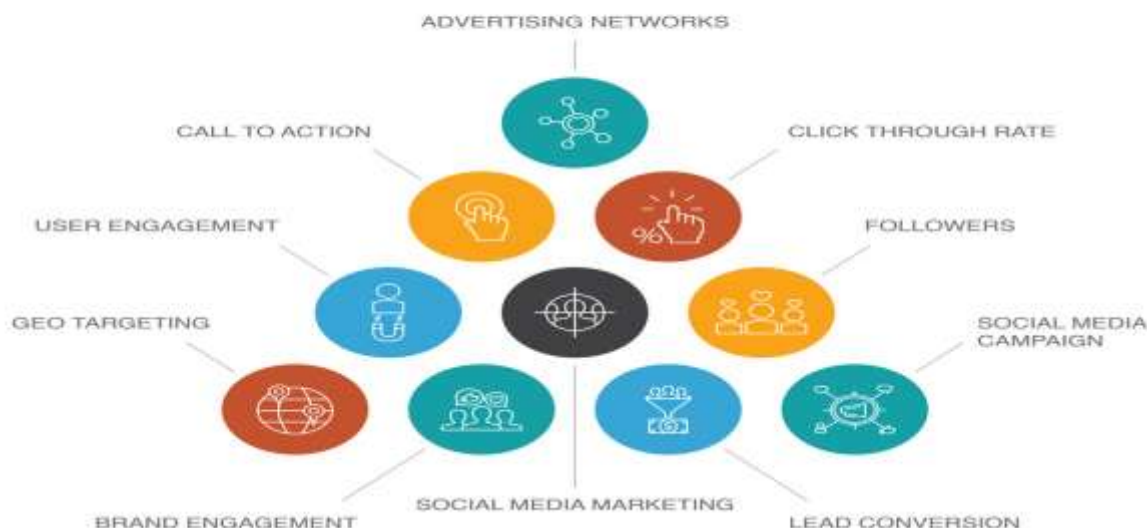 ADVERTISING NETWORKS
CALL TO ACTION
CLICK THROUGH RATE
%
USER ENGAGEMENT
FOLLOWERS
GEO TARGETING
SOCIAL MEDIA
CAMPAIGN
SOCIAL MEDIA MARKETING
BRAND ENGAGEMENT
LEAD CONVERSION